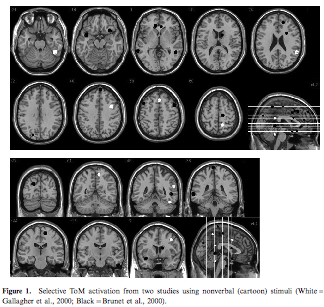 Figure 1. Selective ToM activation from two studies using nonverbal (cartoon) stimuli (White =
Gallagher et al., 2000; Black = Brunet et al., 2000).